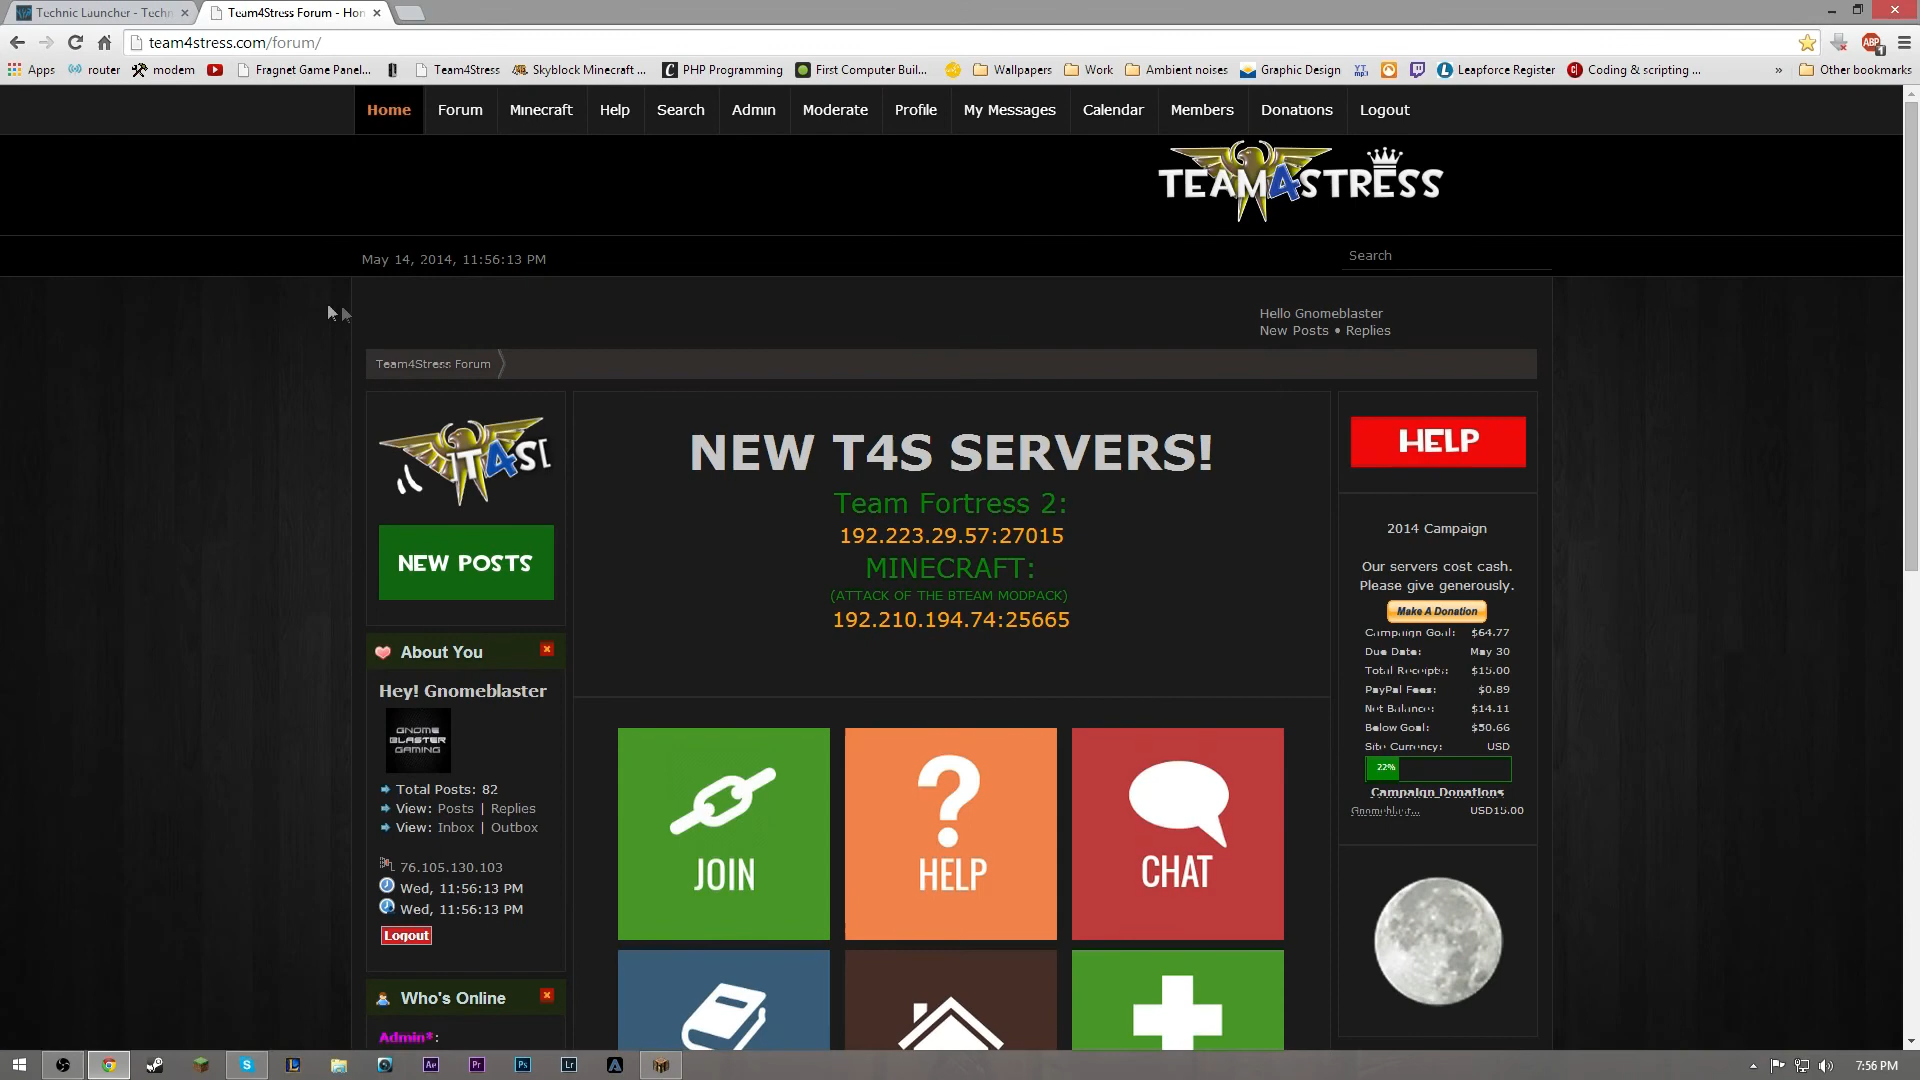 Technic Launcher - Techn
Team4Stress Forum - Hon
team4stress.com/forum/
Apps
router
modem
Fragnet Game Panel...
Team4Stress
Skyblock Minecraft ...
PHP Programming
First Computer Buil...
Wallpapers
Work
Ambient noises
Graphic Design
Leapforce Register
Coding & scripting ...
»
Other bookmarks
ABP
1
Home
Forum
Minecraft
Help
Search
Admin
Moderate
Profile
My Messages
Calendar
Members
Donations
Logout
TEAM4STRESS
May 14, 2014, 11:56:13 PM
Search
Hello Gnomeblaster
New Posts • Replies
Team4Stress Forum
NEW POSTS
About You
Hey! Gnomeblaster
GNOME
BLASTER
GAMING
Total Posts: 82
View: Posts | Replies
View: Inbox | Outbox
76.105.130.103
Wed, 11:56:13 PM
Wed, 11:56:13 PM
Logout
Who's Online
Admin*:
NEW T4S SERVERS!
Team Fortress 2:
192.223.29.57:27015
MINECRAFT:
(ATTACK OF THE BTEAM MODPACK)
192.210.194.74:25665
JOIN
HELP
CHAT
HELP
2014 Campaign
Our servers cost cash.
Please give generously.
Make A Donation
Campaign Goal: $64.77
Due Date: May 30
Total Receipts: $15.00
PayPal Fees: $0.89
Net Balance: $14.11
Below Goal: $50.66
Site Currency: USD
22%
Campaign Donations
Gnomeblast... USD15.00
Ae
Pr
Ps
Lr
7:56 PM